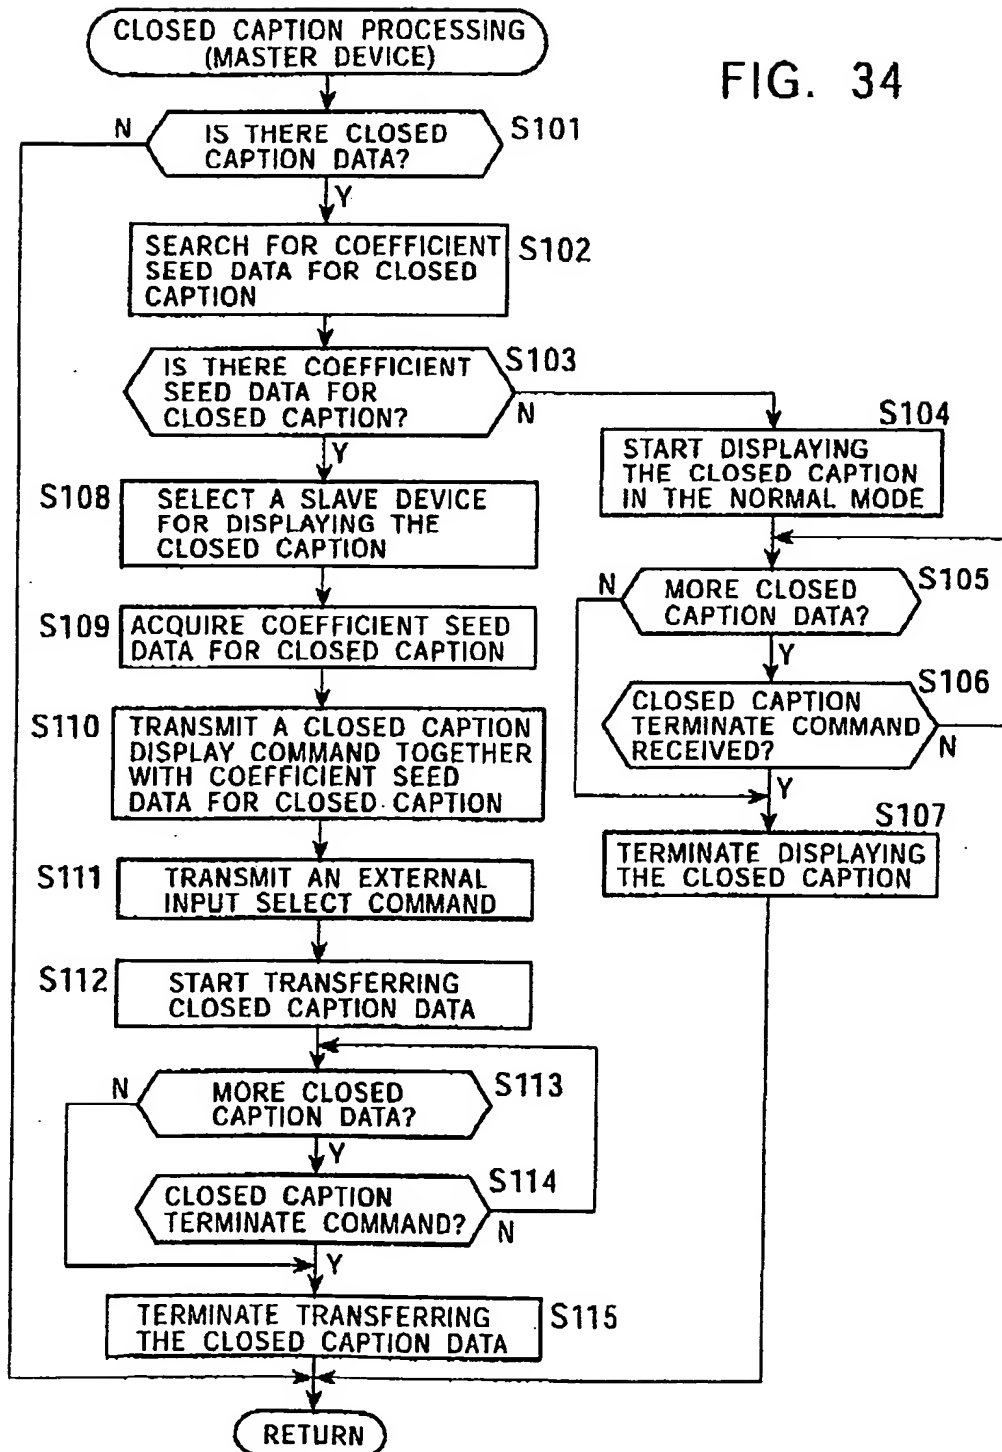 CLOSED CAPTION PROCESSING
(MASTER DEVICE)
FIG. 34
N
IS THERE CLOSED
CAPTION DATA?
S101
Y
SEARCH FOR COEFFICIENT
SEED DATA FOR CLOSED
CAPTION
S102
IS THERE COEFFICIENT
SEED DATA FOR
CLOSED CAPTION?
S103
N
Y
S104
START DISPLAYING
THE CLOSED CAPTION
IN THE NORMAL MODE
S108
SELECT A SLAVE DEVICE
FOR DISPLAYING THE
CLOSED CAPTION
N
MORE CLOSED
CAPTION DATA?
S105
Y
S109
ACQUIRE COEFFICIENT SEED
DATA FOR CLOSED CAPTION
CLOSED CAPTION
TERMINATE COMMAND
RECEIVED?
S106
N
Y
S110
TRANSMIT A CLOSED CAPTION
DISPLAY COMMAND TOGETHER
WITH COEFFICIENT SEED
DATA FOR CLOSED CAPTION
S107
TERMINATE DISPLAYING
THE CLOSED CAPTION
S111
TRANSMIT AN EXTERNAL
INPUT SELECT COMMAND
S112
START TRANSFERRING
CLOSED CAPTION DATA
N
MORE CLOSED
CAPTION DATA?
S113
Y
CLOSED CAPTION
TERMINATE COMMAND?
S114
N
Y
TERMINATE TRANSFERRING
THE CLOSED CAPTION DATA
S115
RETURN